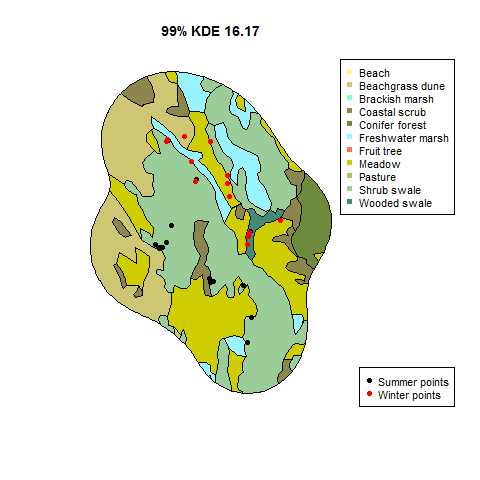 99% KDE 16.17
Beach
Beachgrass dune
Brackish marsh
Coastal scrub
Conifer forest
Freshwater marsh
Fruit tree
Meadow
Pasture
Shrub swale
Wooded swale
Summer points
Winter points